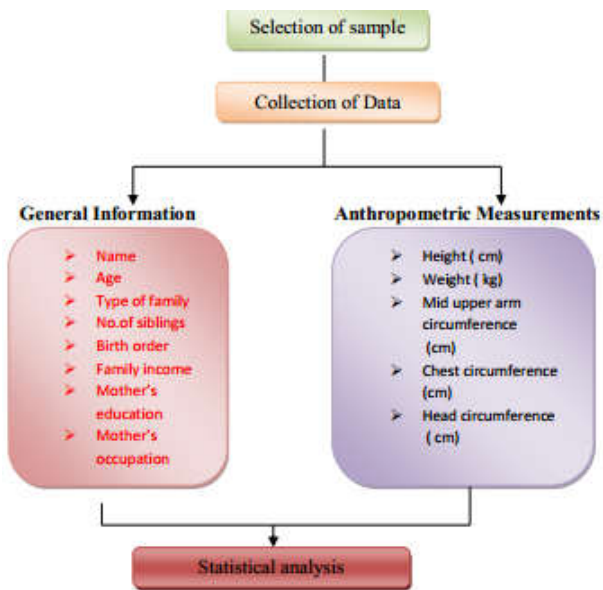 Selection of sample
Collection of Data
General Information
➢ Name
➢ Age
➢ Type of family
➢ No.of siblings
➢ Birth order
➢ Family income
➢ Mother's
education
➢ Mother's
occupation
Anthropometric Measurements
➢ Height ( cm)
➢ Weight ( kg)
➢ Mid upper arm
circumference
(cm)
➢ Chest circumference
(cm)
➢ Head circumference
( cm)
Statistical analysis